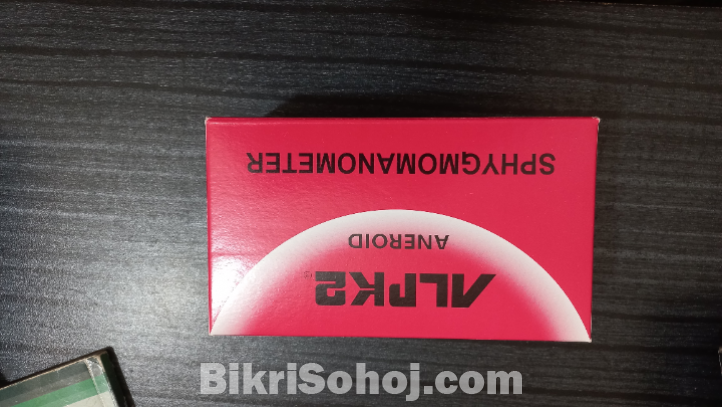 ALPK2
ANEROID
SPHYGMOMANOMETER
BikriSohoj.com